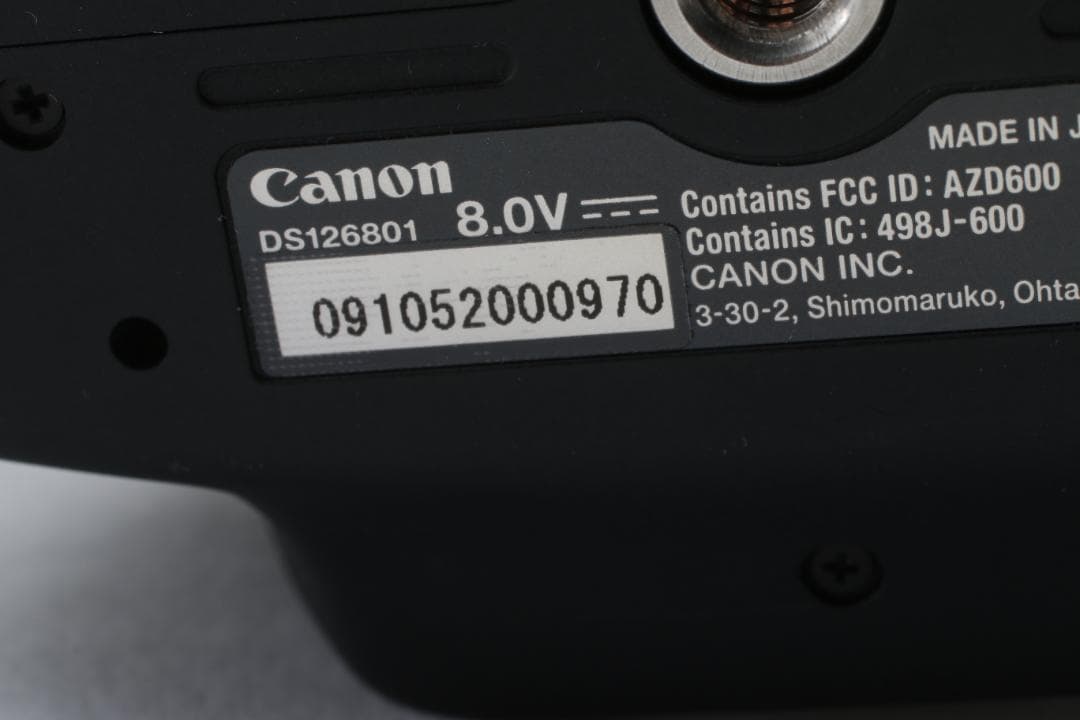 Canon
DS126801 8.0V
091052000970
MADE IN J
Contains FCC ID: AZD600
Contains IC: 498J-600
CANON INC.
3-30-2, Shimomaruko, Ohta